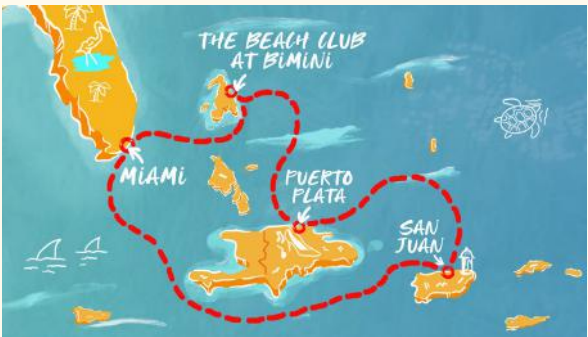 THE BEACH CLUB
AT BiMiNi
MiAMi
PUERTO
PLATA
SAN
JUAN